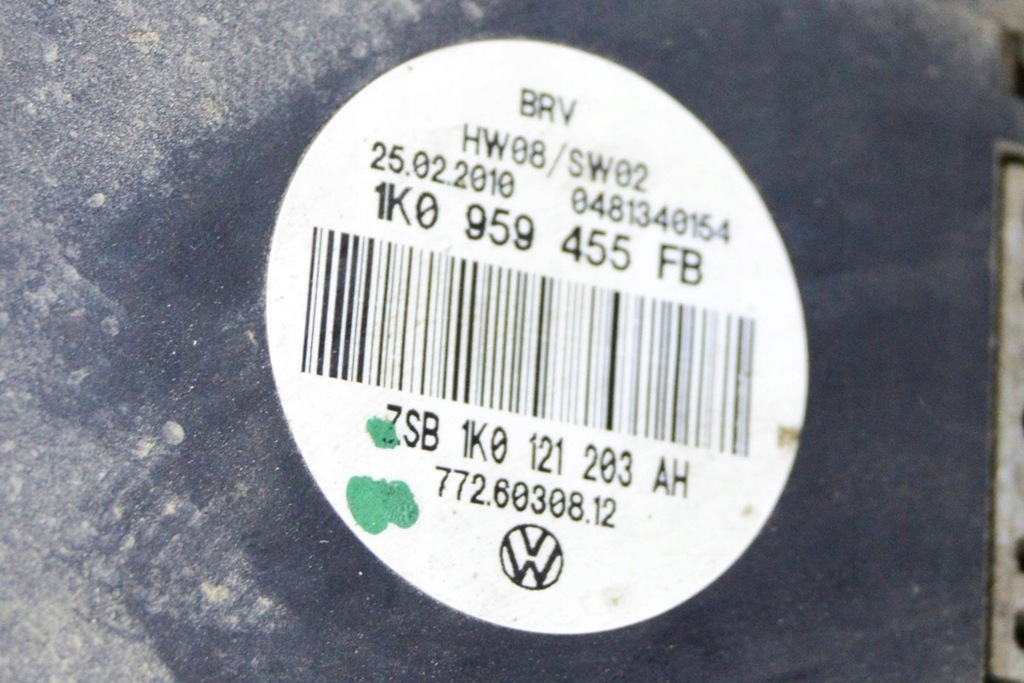 BRV
HW08/SW02
25.02.2010 0481340154
1K0 959 455 FB
ZSB 1K0 121 203 AH
772.60308.12
VW